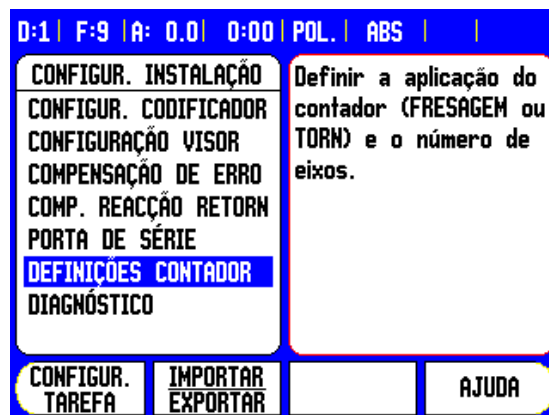 D:1 | F:9 | A: 0.0 | 0:00 | POL. | ABS | |
CONFIGUR. INSTALAÇÃO
CONFIGUR. CODIFICADOR
CONFIGURAÇÃO VISOR
COMPENSAÇÃO DE ERRO
COMP. REACÇÃO RETORN
PORTA DE SÉRIE
DEFINIÇÕES CONTADOR
DIAGNÓSTICO
Definir a aplicação do
contador (FRESAGEM ou
TORN) e o número de
eixos.
CONFIGUR.
TAREFA
IMPORTAR
EXPORTAR
AJUDA